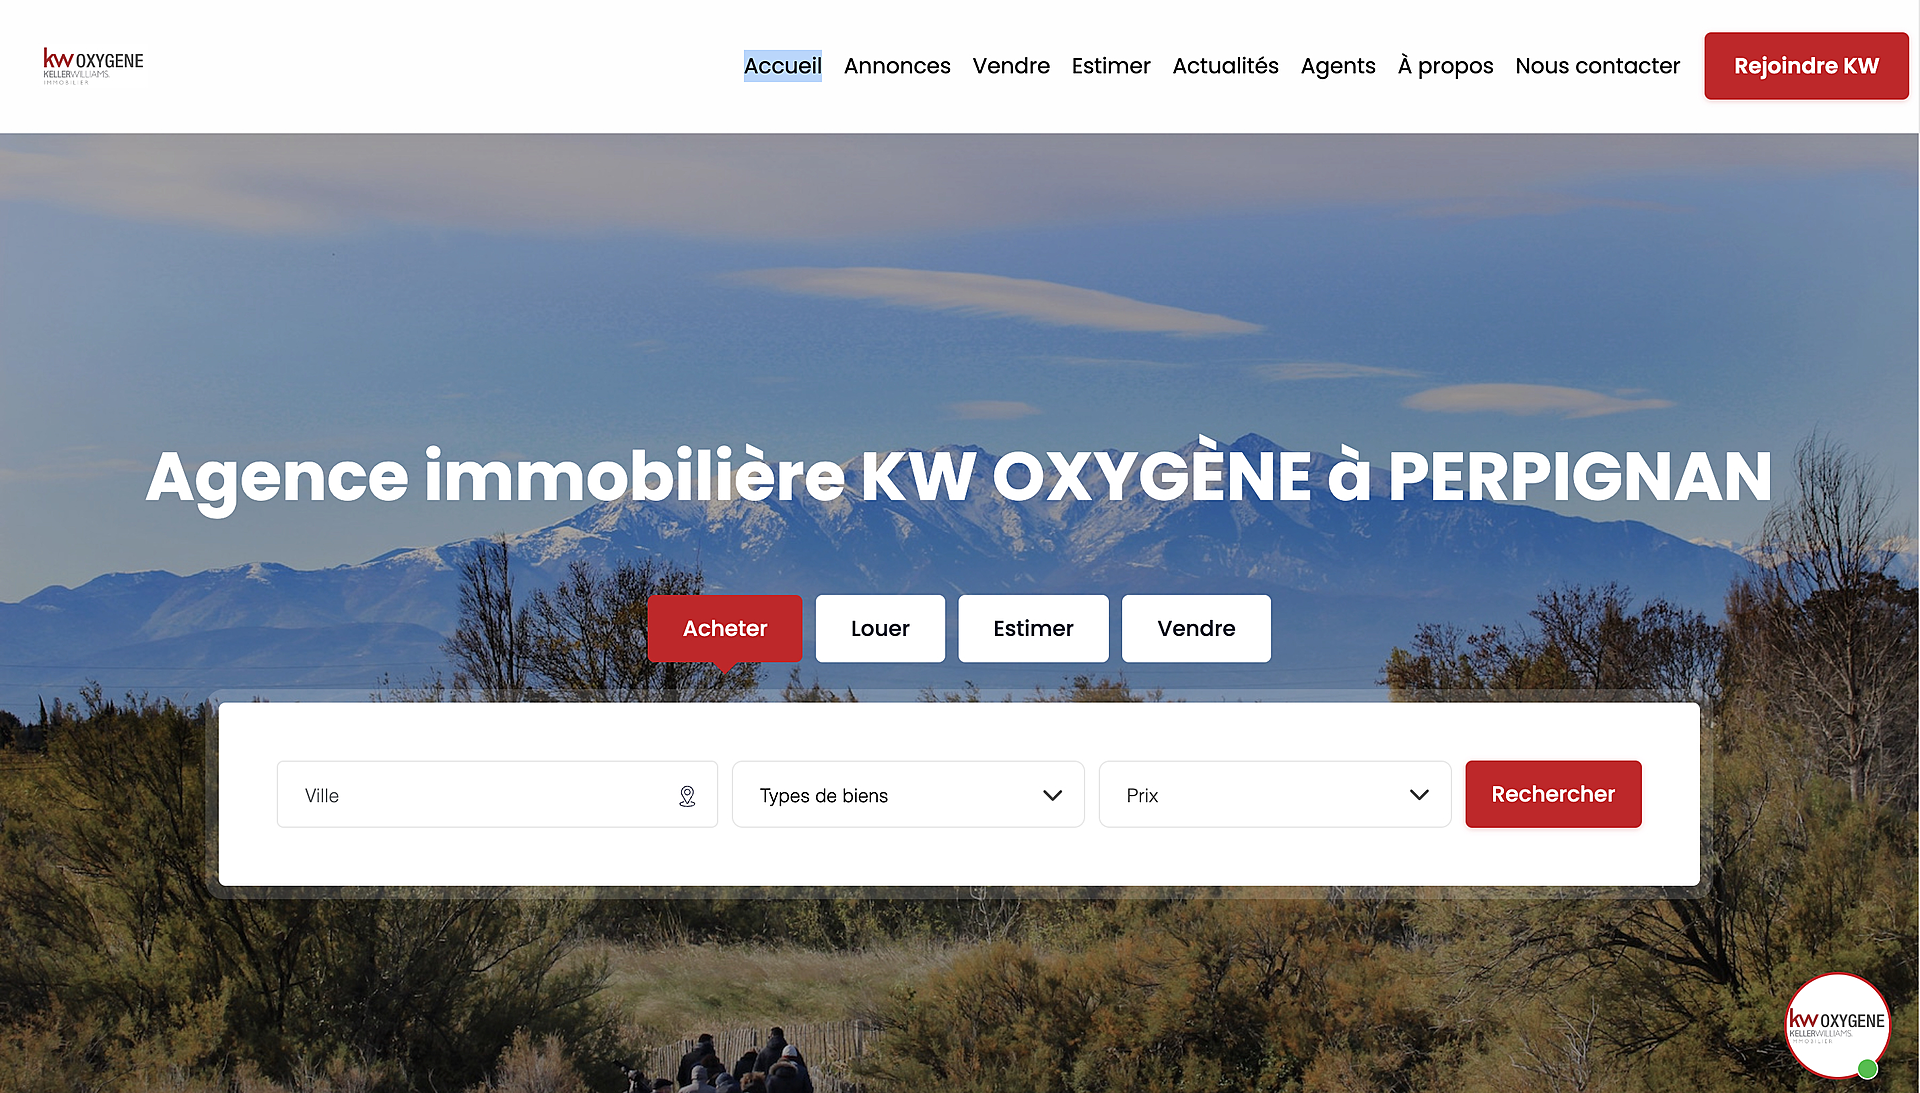 kw OXYGENE
KELLERWILLIAMS.
IMMOBILIER
Accueil Annonces Vendre Estimer Actualités Agents À propos Nous contacter Rejoindre KW
Agence immobilière KW OXYGÈNE à PERPIGNAN
Acheter Louer Estimer Vendre
Ville Types de biens Prix Rechercher
kw OXYGENE
KELLERWILLIAMS.
IMMOBILIER